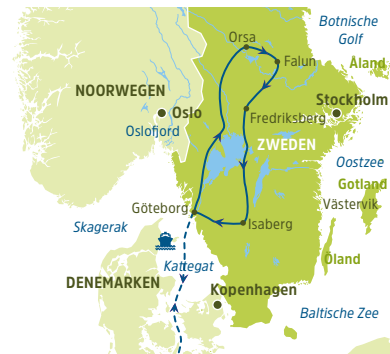 Botnische
Golf
Orsa
Falun
Åland
NOORWEGEN
Oslo
Stockholm
Fredriksberg
Oslofjord
ZWEDEN
Oostzee
Gotland
Västervik
Göteborg
Skagerak
Isaberg
Öland
Kattegat
DENEMARKEN
Kopenhagen
Baltische Zee